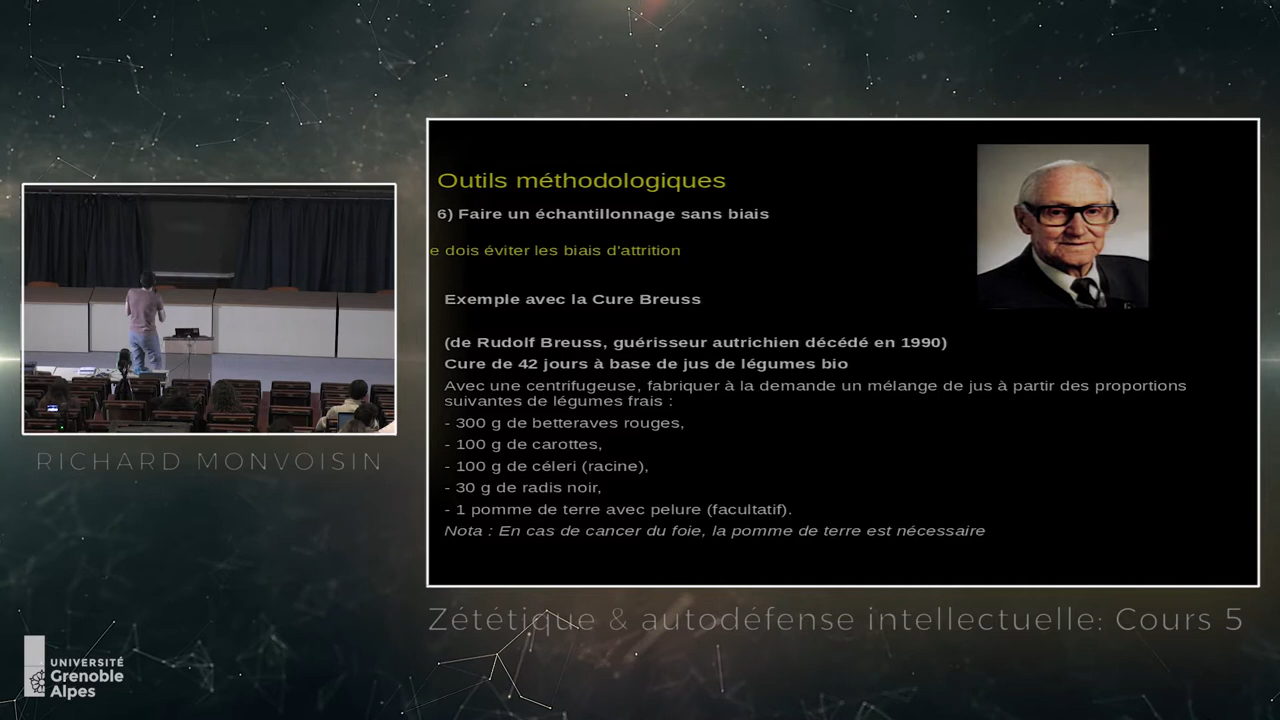 Outils méthodologiques
6) Faire un échantillonnage sans biais
e dois éviter les biais d'attrition
Exemple avec la Cure Breuss
(de Rudolf Breuss, guérisseur autrichien décédé en 1990)
Cure de 42 jours à base de jus de légumes bio
Avec une centrifugeuse, fabriquer à la demande un mélange de jus à partir des proportions
suivantes de légumes frais :
- 300 g de betteraves rouges,
- 100 g de carottes,
- 100 g de céleri (racine),
- 30 g de radis noir,
- 1 pomme de terre avec pelure (facultatif).
Nota : En cas de cancer du foie, la pomme de terre est nécessaire
RICHARD MONVOISIN
Zététique & autodéfense intellectuelle: Cours 5
UNIVERSITÉ
Grenoble
Alpes